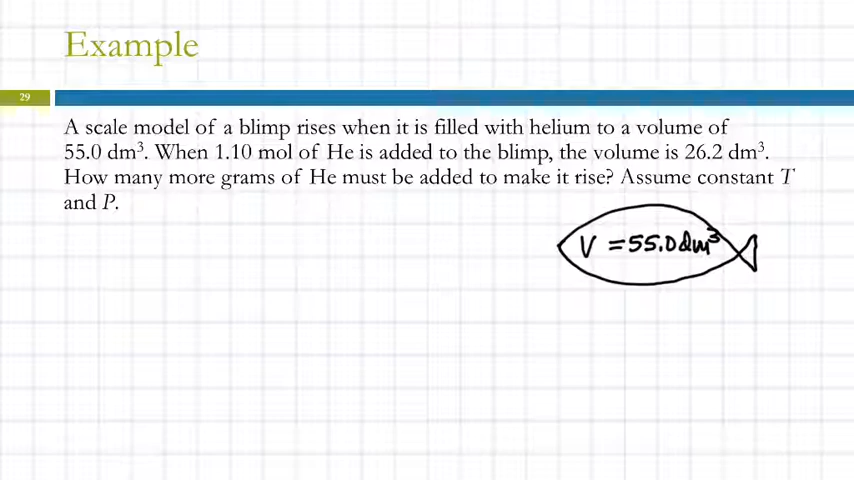 Example
29
A scale model of a blimp rises when it is filled with helium to a volume of
55.0 dm³. When 1.10 mol of He is added to the blimp, the volume is 26.2 dm³.
How many more grams of He must be added to make it rise? Assume constant T
and P.
V = 55.0 dm³